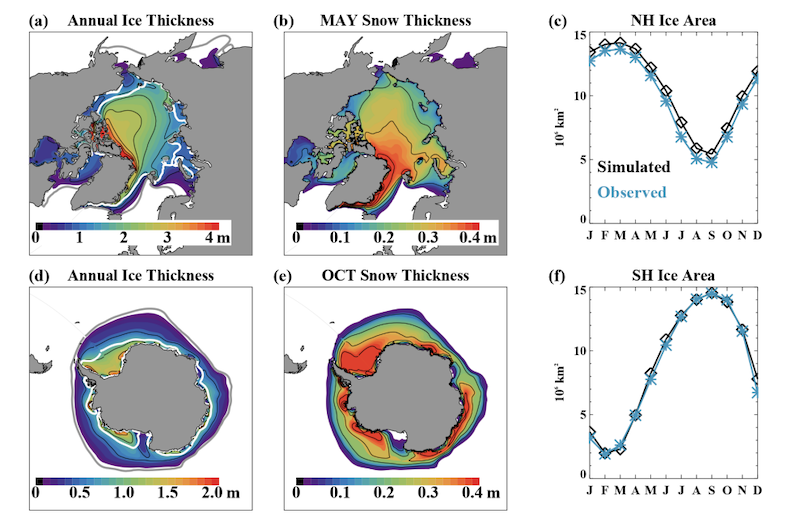 (a) Annual Ice Thickness
(b) MAY Snow Thickness
(c) NH Ice Area
0 1 2 3 4 m
0 0.1 0.2 0.3 0.4 m
15
10
5
0
10⁶ km²
Simulated
Observed
J F M A M J J A S O N D
(d) Annual Ice Thickness
(e) OCT Snow Thickness
(f) SH Ice Area
0 0.5 1.0 1.5 2.0 m
0 0.1 0.2 0.3 0.4 m
15
10
5
0
10⁶ km²
J F M A M J J A S O N D